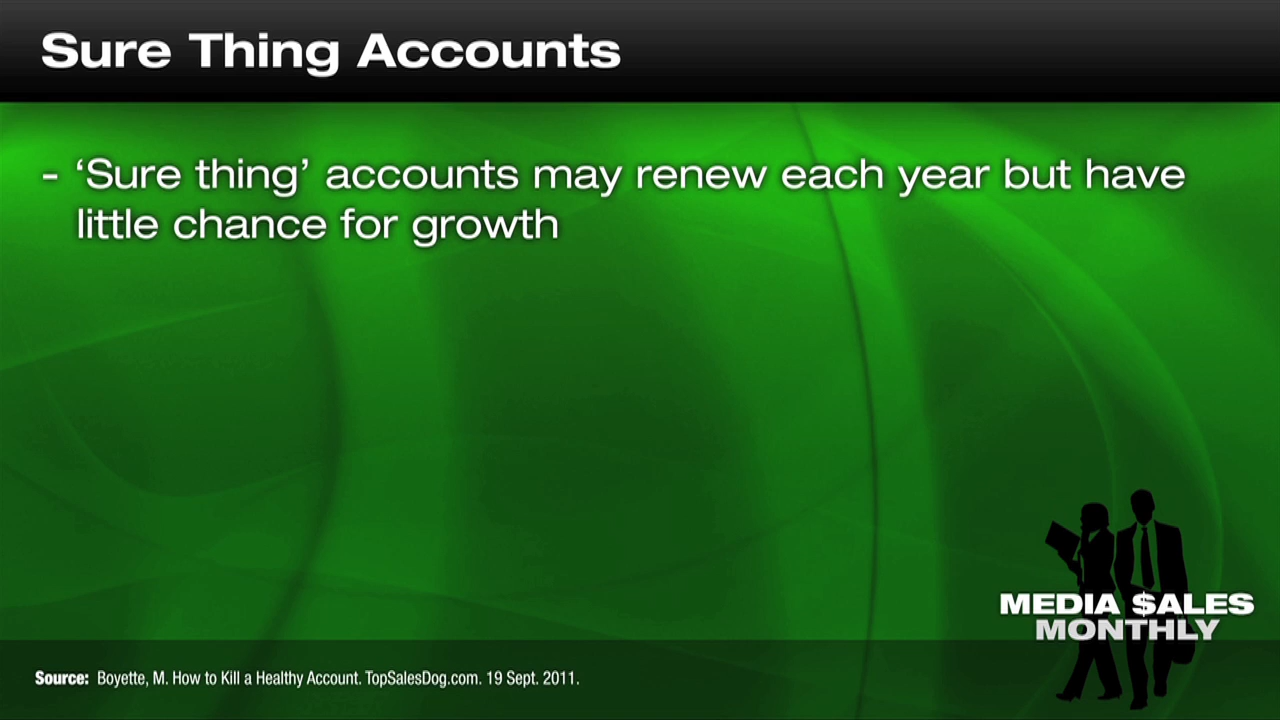 Sure Thing Accounts
- ‘Sure thing’ accounts may renew each year but have
little chance for growth
MEDIA $ALES
MONTHLY
Source: Boyette, M. How to Kill a Healthy Account. TopSalesDog.com. 19 Sept. 2011.